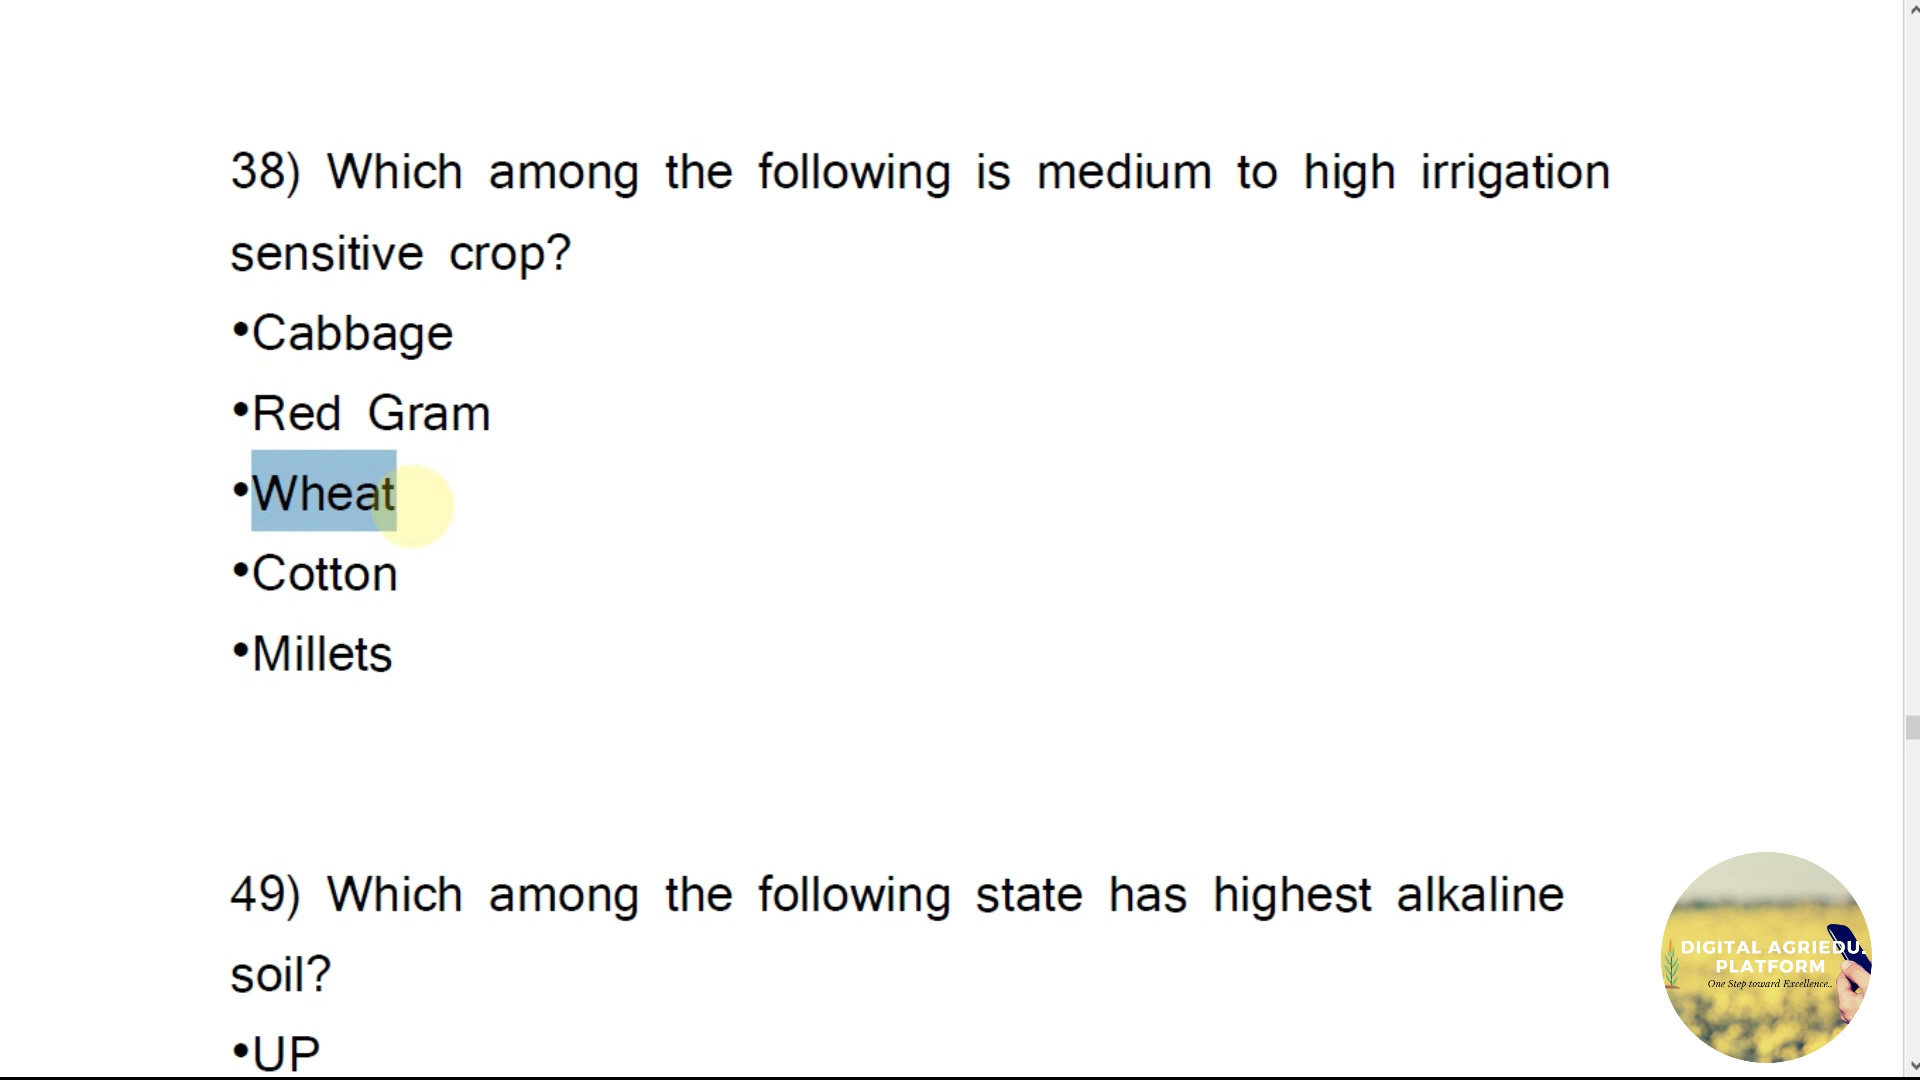 38) Which among the following is medium to high irrigation
sensitive crop?
•Cabbage
•Red Gram
•Wheat
•Cotton
•Millets
49) Which among the following state has highest alkaline
soil?
•UP
DIGITAL AGRIEDU.
PLATFORM
One Step toward Excellence..